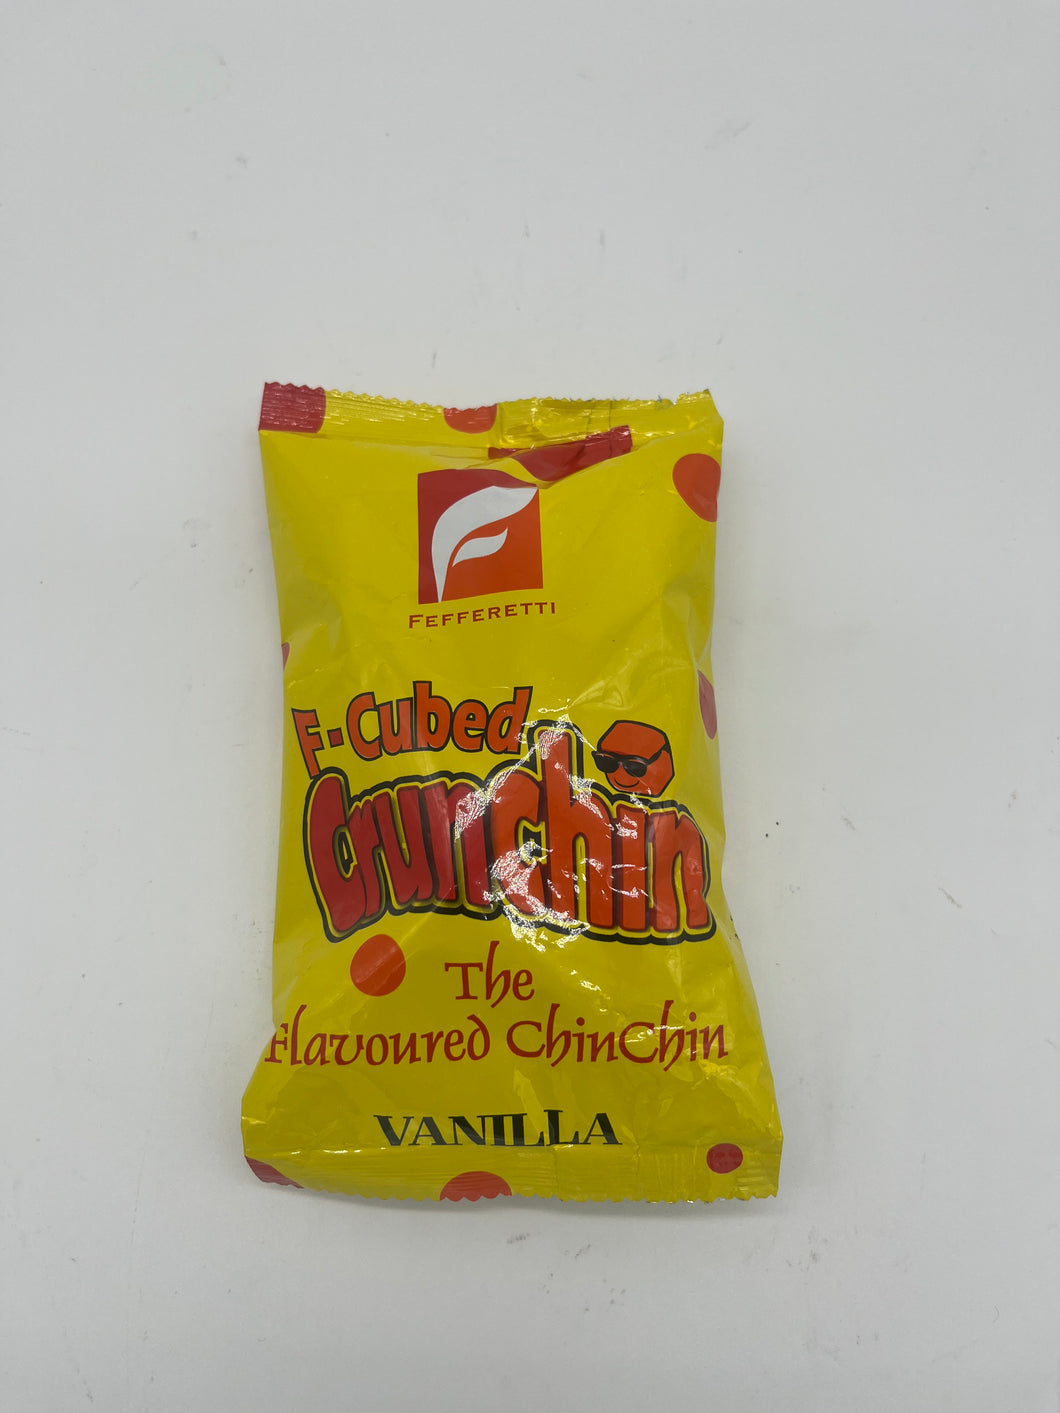 FEFFERETTI
F-Cubed
Crunchin
The
Flavoured ChinChin
VANILLA